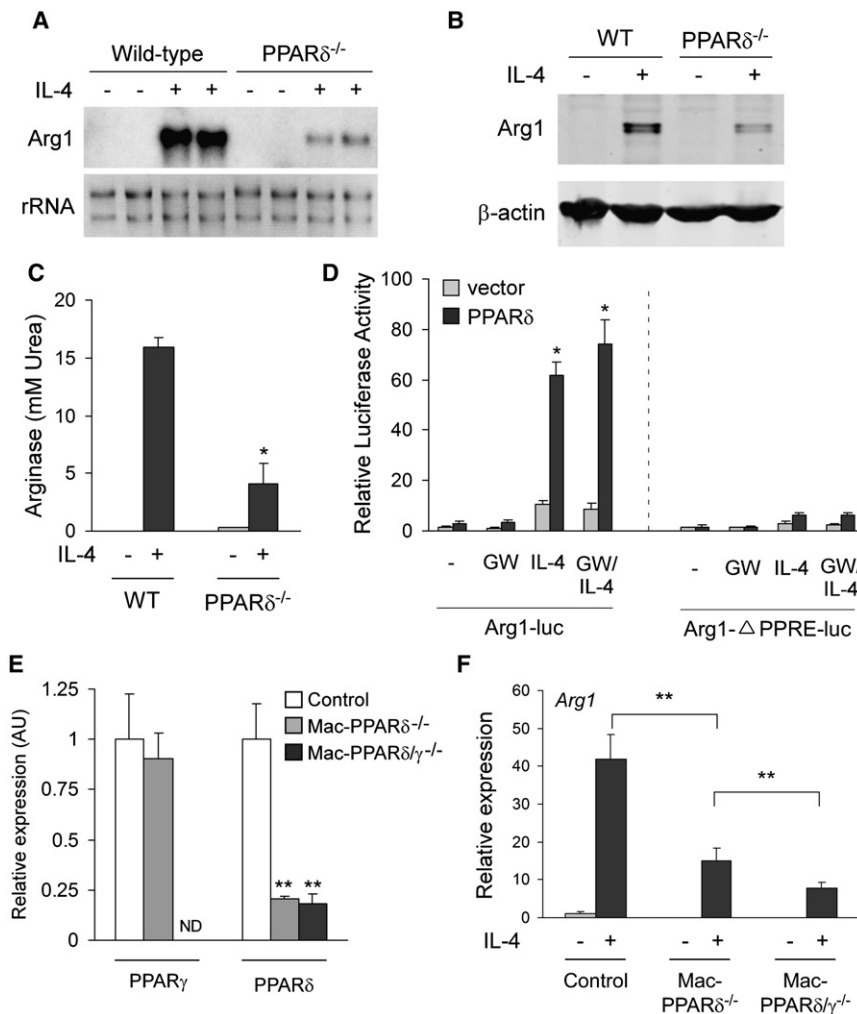 A
Wild-type PPARδ-/-
IL-4 - - + + - - + +
Arg1
rRNA
B
WT PPARδ-/-
IL-4 - + - +
Arg1
β-actin
C
Arginase (mM Urea)
20
15
10
5
0
*
IL-4 - + - +
WT PPARδ-/-
D
Relative Luciferase Activity
100
80
60
40
20
0
vector
PPARδ
* *
- GW IL-4 GW/ IL-4 - GW IL-4 GW/ IL-4
Arg1-luc Arg1-△PPRE-luc
E
Relative expression (AU)
1.25
1
0.75
0.5
0.25
0
Control
Mac-PPARδ-/-
Mac-PPARδ/γ-/-
ND
** **
PPARγ PPARδ
F
Arg1
Relative expression
60
50
40
30
20
10
0
**
**
IL-4 - + - + - +
Control Mac- Mac-
PPARδ-/- PPARδ/γ-/-